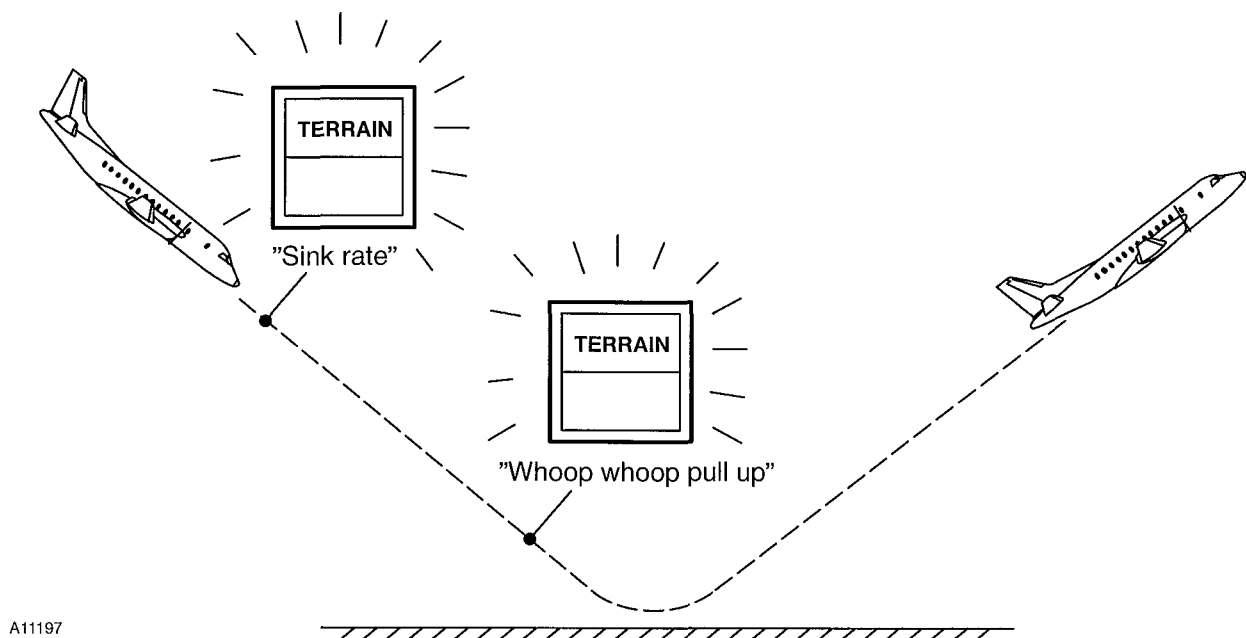 TERRAIN
”Sink rate”
TERRAIN
”Whoop whoop pull up”
A11197